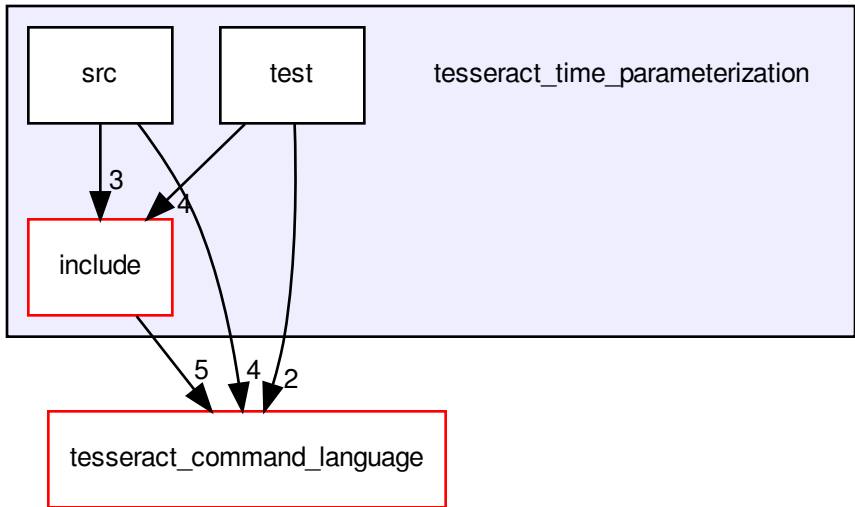 src
test
tesseract_time_parameterization
3
4
include
5
4
2
tesseract_command_language